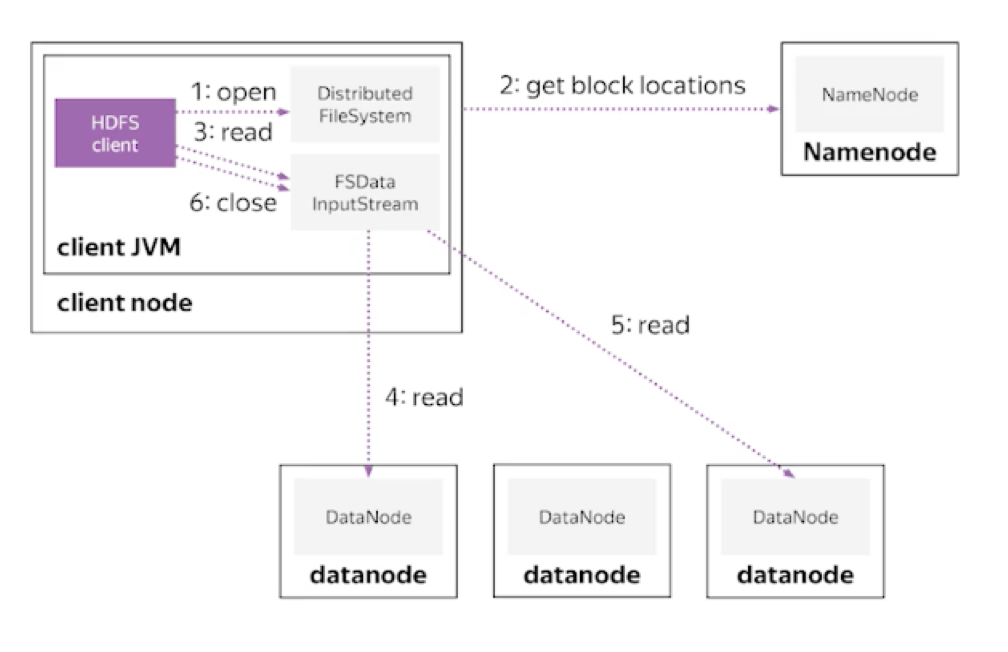 1: open
Distributed
FileSystem
2: get block locations
NameNode
Namenode
HDFS
client
3: read
FSData
InputStream
6: close
client JVM
client node
5: read
4: read
DataNode
datanode
DataNode
datanode
DataNode
datanode